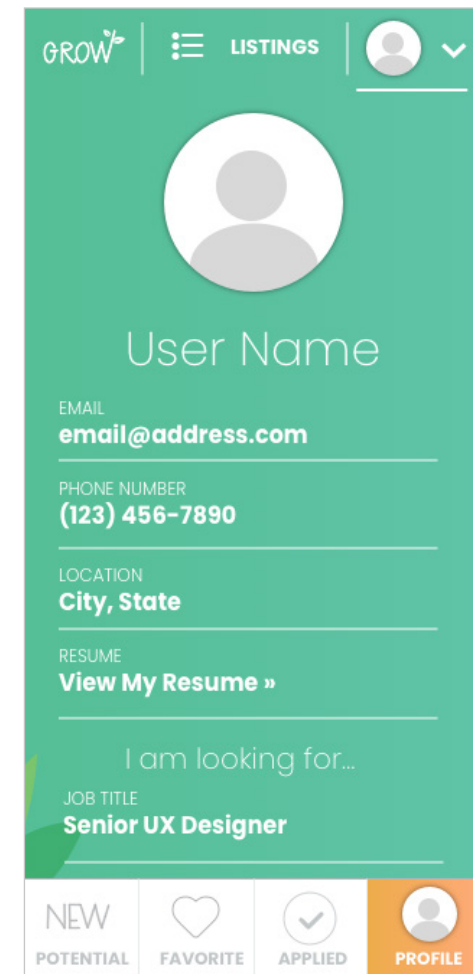 GROW
LISTINGS
User Name
EMAIL
email@address.com
PHONE NUMBER
(123) 456-7890
LOCATION
City, State
RESUME
View My Resume »
I am looking for...
JOB TITLE
Senior UX Designer
NEW
POTENTIAL
FAVORITE
APPLIED
PROFILE